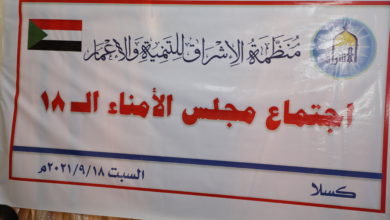 منظمة الإشراق للتنمية والإعمار
اجتماع مجلس الأمناء الـ ١٨
السبت ٢٠٢١/٩/١٨م
كسلا